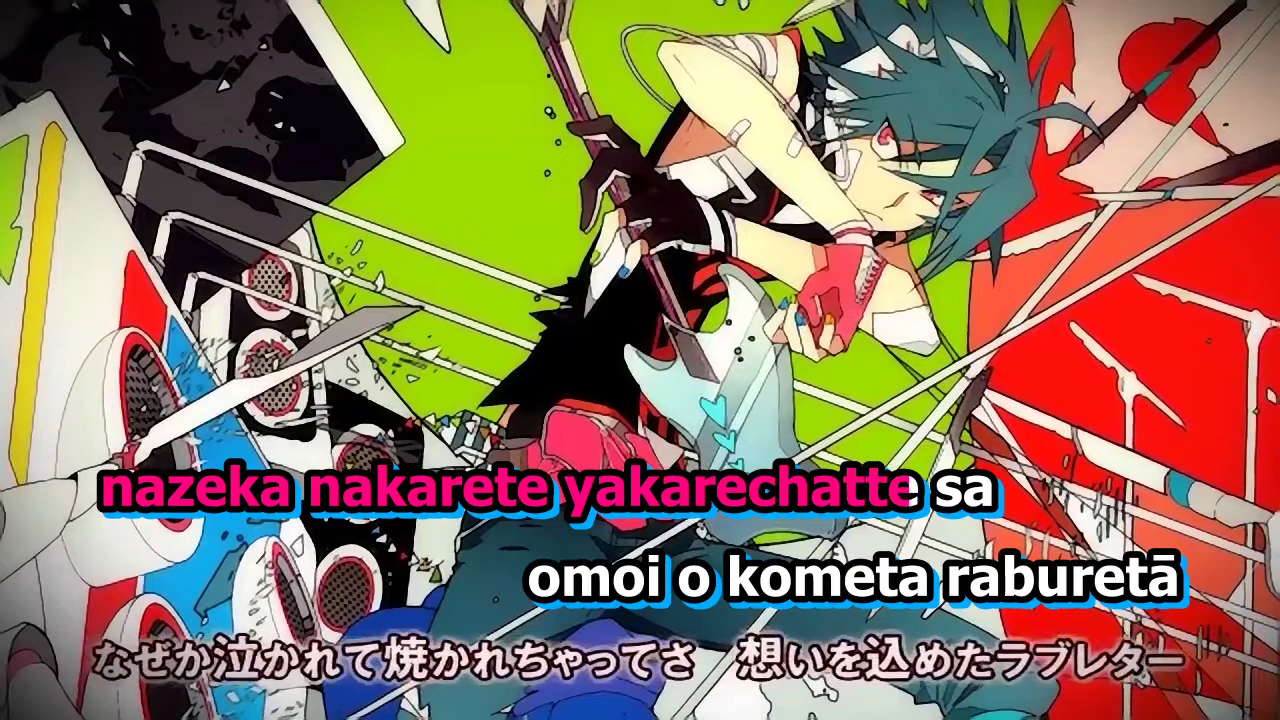 nazeka nakarete yakarechatte sa
omoi o kometa raburetā
なぜか泣かれて焼かれちゃってさ　想いを込めたラブレター